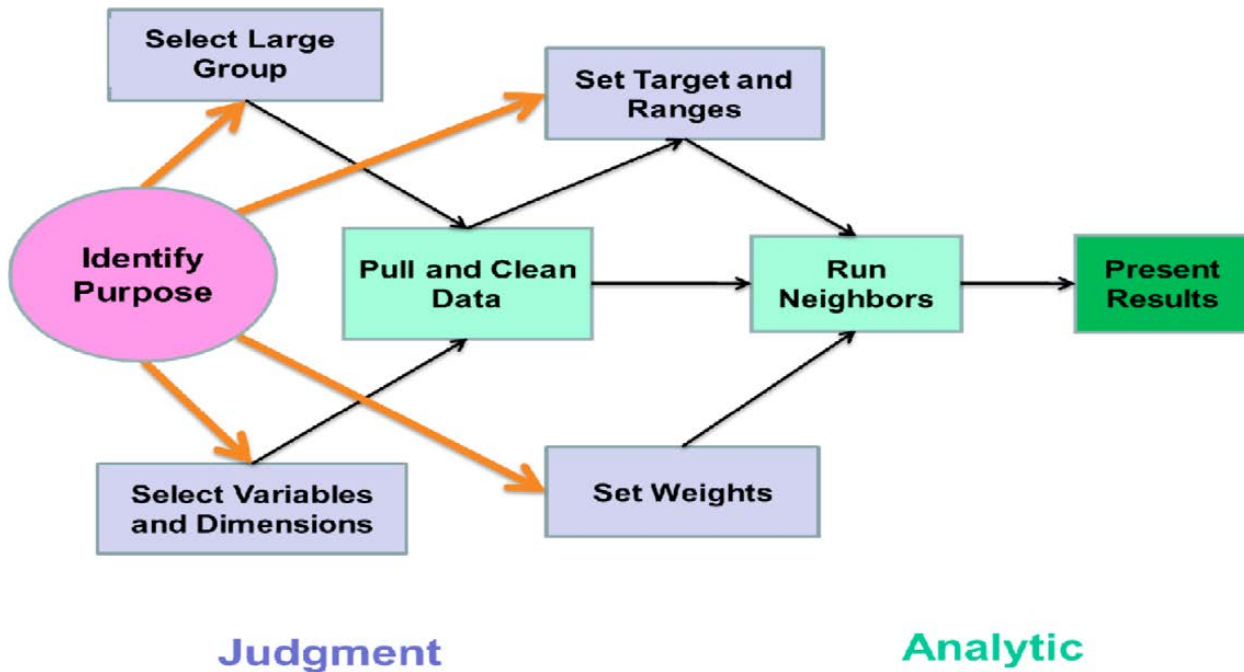 Select Large
Group
Set Target and
Ranges
Identify
Purpose
Pull and Clean
Data
Run
Neighbors
Present
Results
Select Variables
and Dimensions
Set Weights
Judgment
Analytic